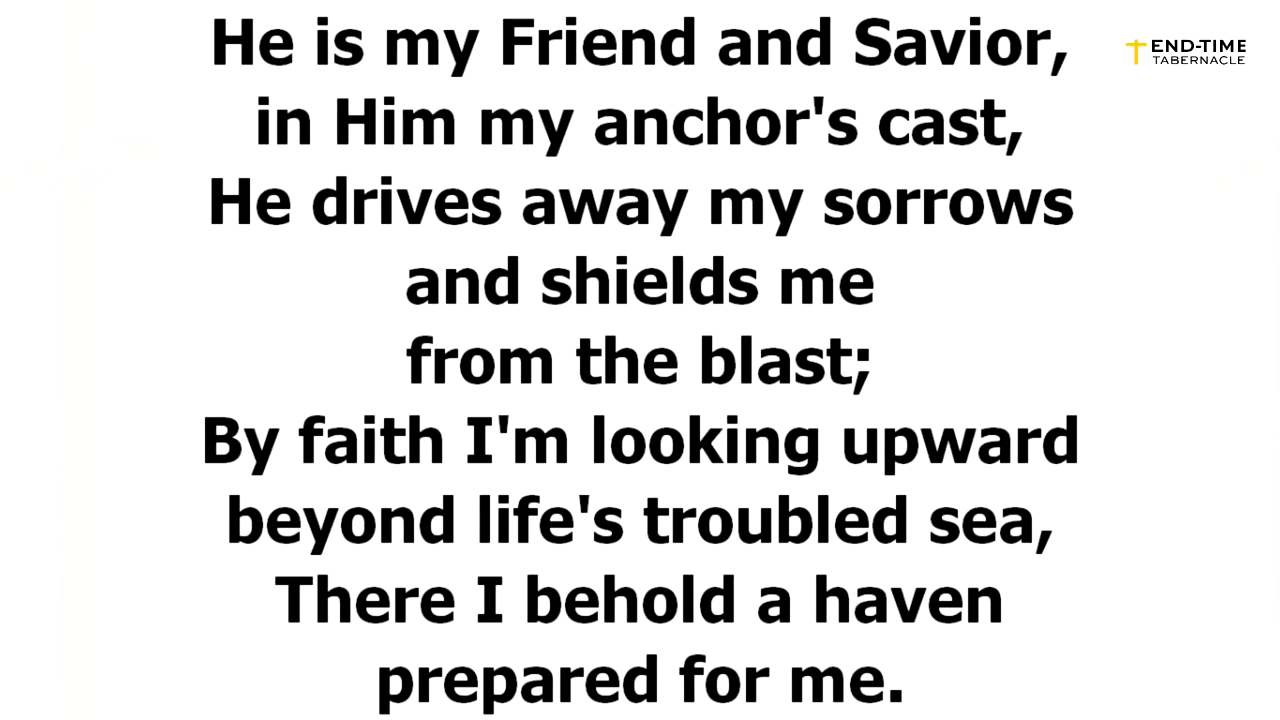 He is my Friend and Savior,
in Him my anchor's cast,
He drives away my sorrows
and shields me
from the blast;
By faith I'm looking upward
beyond life's troubled sea,
There I behold a haven
prepared for me.
END-TIME
TABERNACLE